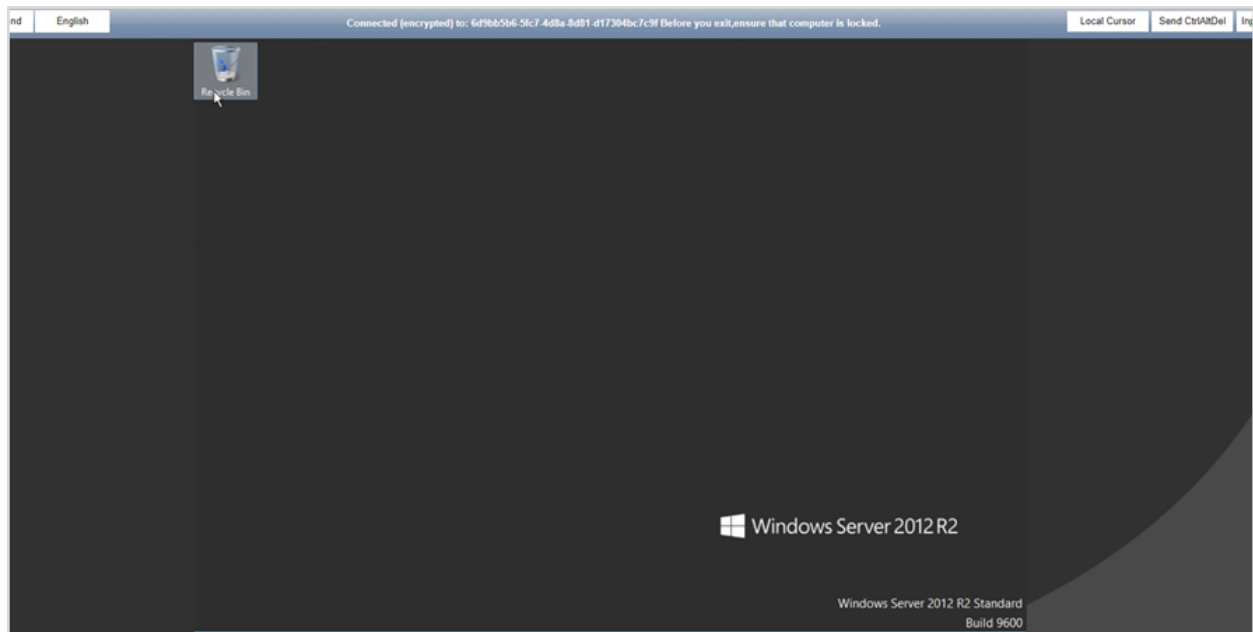 nd English Connected (encrypted) to: 6d9bb5b6-5fc7-4d8a-8d81-d17304bc7c9f Before you exit,ensure that computer is locked. Local Cursor Send CtrlAltDel
Recycle Bin
Windows Server 2012 R2
Windows Server 2012 R2 Standard
Build 9600